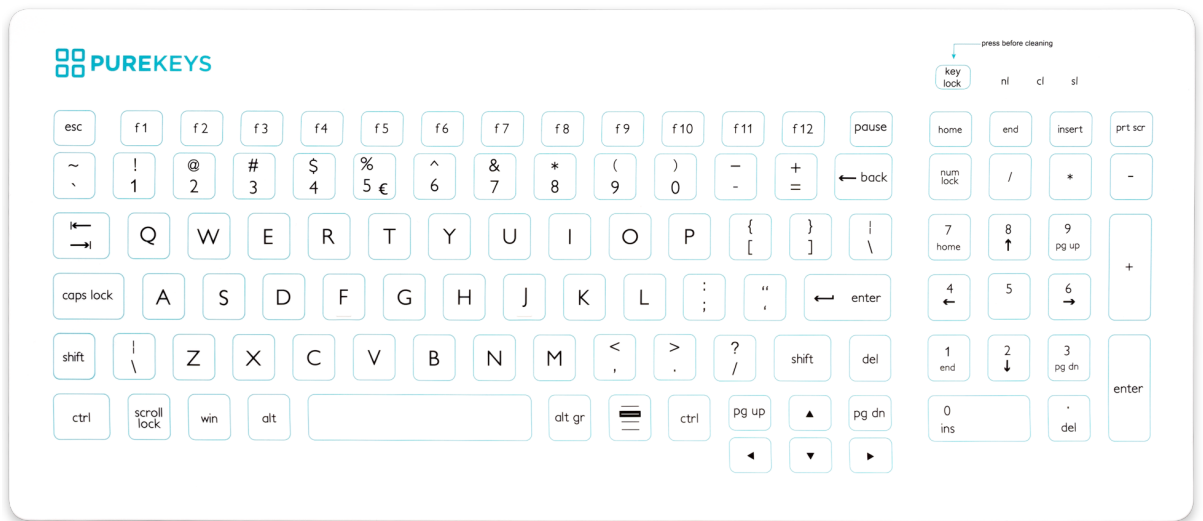 press before cleaning
PUREKEYS
key lock nl cl sl
esc f1 f2 f3 f4 f5 f6 f7 f8 f9 f10 f11 f12 pause home end insert prt scr
~ ! @ # $ % ^ & * ( ) — +
` 1 2 3 4 5 € 6 7 8 9 0 - = ← back num lock / * -
|← →| Q W E R T Y U I O P { [ } ] ¦ \ 7 home 8 ↑ 9 pg up +
caps lock A S D F G H J K L : ; “ ‘ ← enter 4 ← 5 6 →
shift ¦ \ Z X C V B N M < , > . ? / shift del 1 end 2 ↓ 3 pg dn enter
ctrl scroll lock win alt alt gr ctrl pg up ▲ pg dn 0 ins . del
◄ ▼ ►